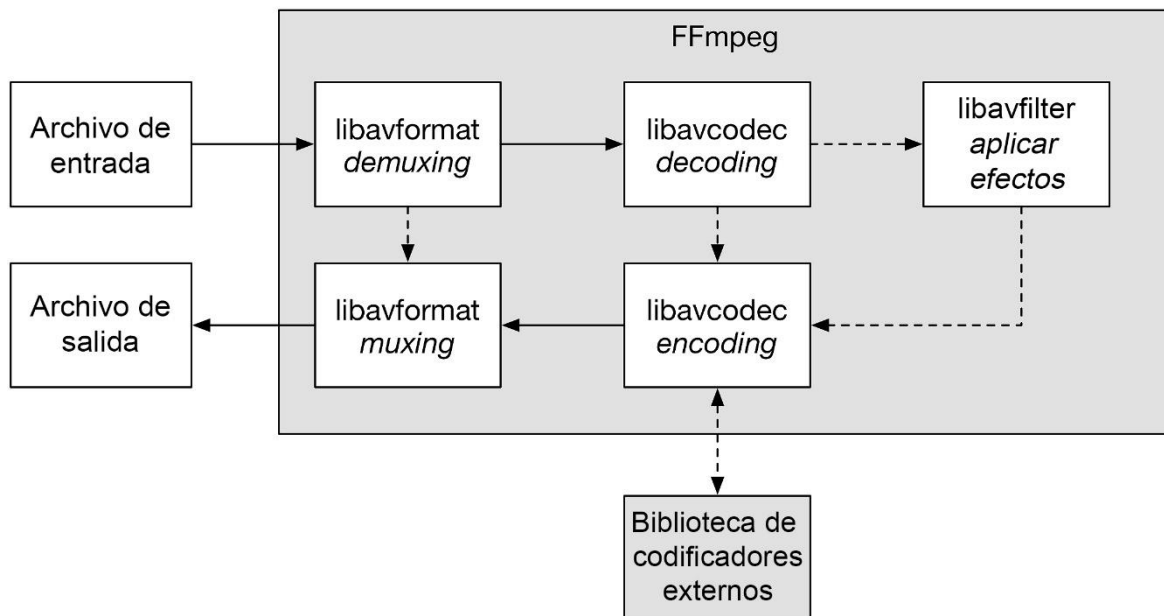 FFmpeg
Archivo de
entrada
libavformat
demuxing
libavcodec
decoding
libavfilter
aplicar
efectos
Archivo de
salida
libavformat
muxing
libavcodec
encoding
Biblioteca de
codificadores
externos